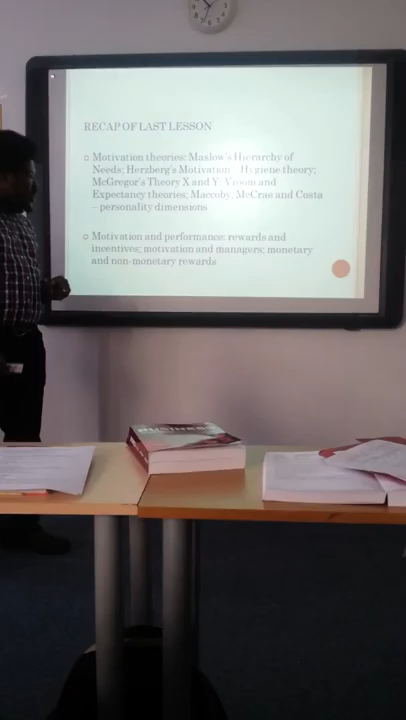 RECAP OF LAST LESSON
Motivation theories: Maslow's Hierarchy of
Needs; Herzberg's Motivation – Hygiene theory;
McGregor's Theory X and Y, Vroom and
Expectancy theories; Maccoby, McCrae and Costa
– personality dimensions
Motivation and performance: rewards and
incentives; motivation and managers; monetary
and non-monetary rewards
BUSINESS